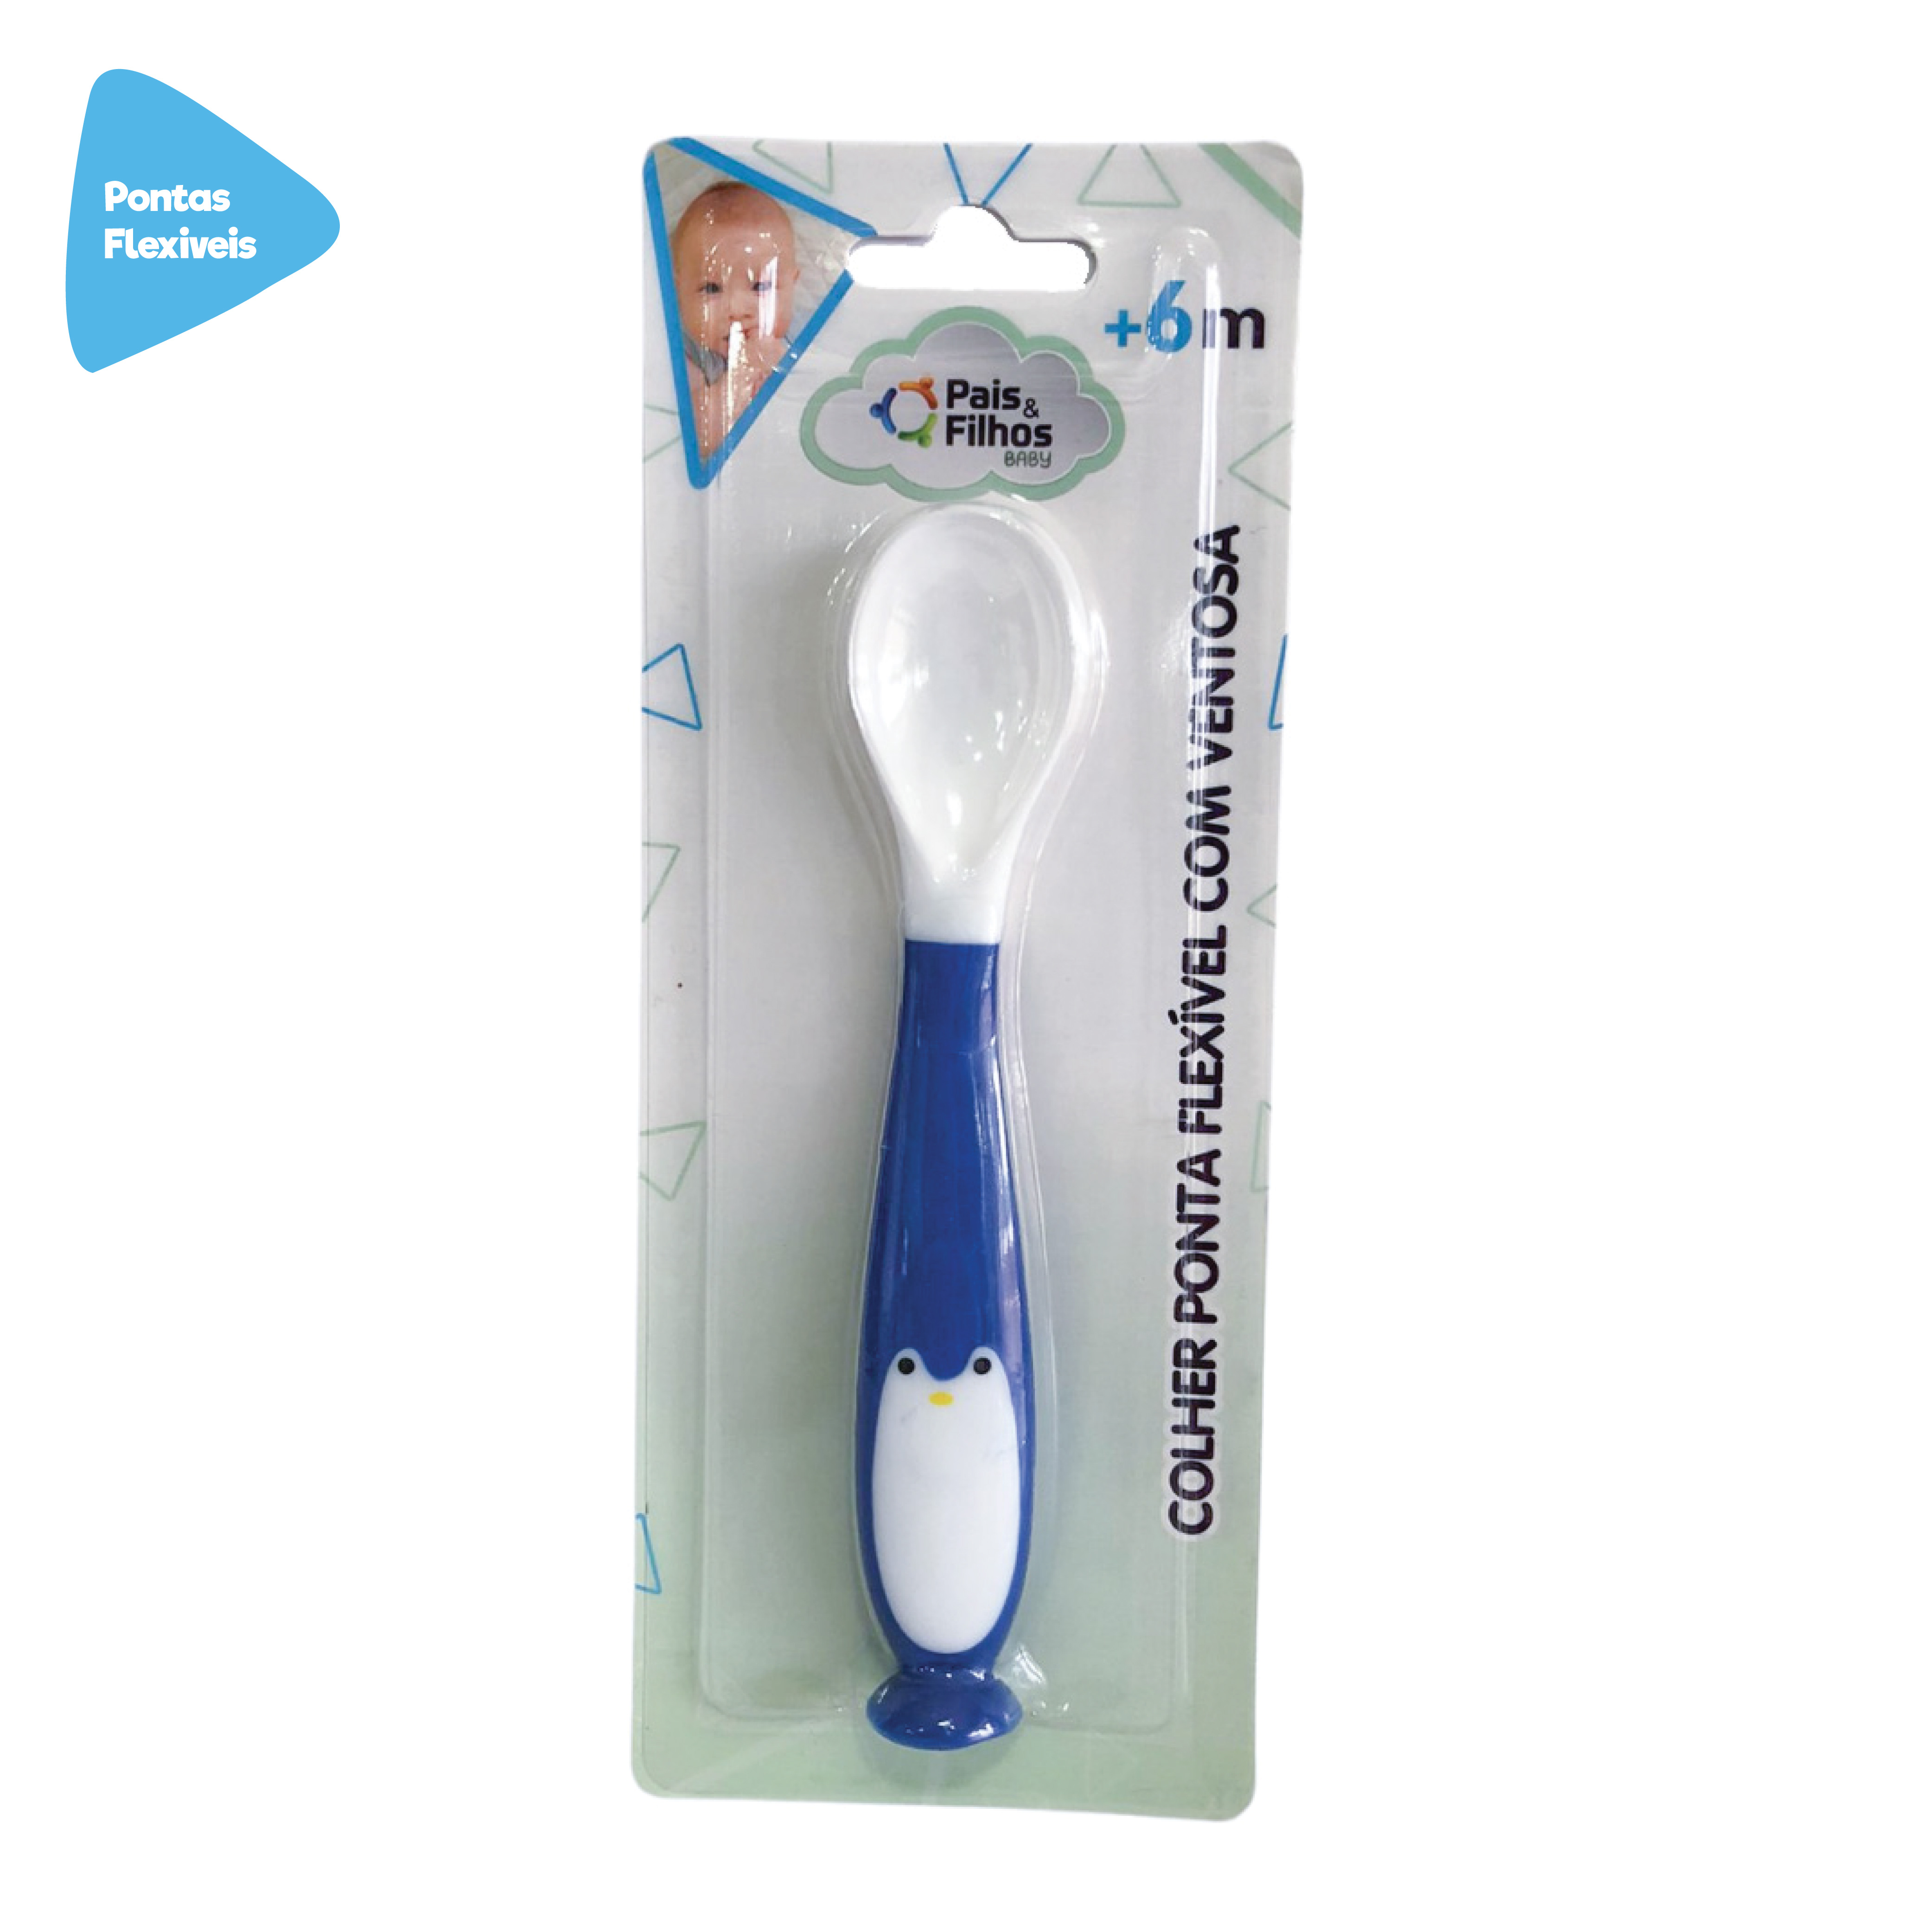 Pontas
Flexiveis
+6m
Pais &
Filhos
BABY
COLHER PONTA FLEXÍVEL COM VENTOSA